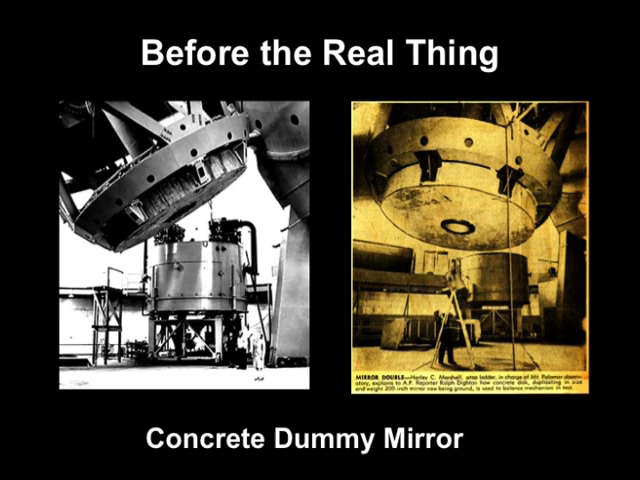 Before the Real Thing
MIRROR DOUBLE—Harley C. Marshall, atop ladder, in charge of Mt. Palomar observ-
atory, explains to A.P. Reporter Ralph Dighton how concrete disk, duplicating in size
and weight 200-inch mirror now being ground, is used to balance mechanism in test.
Concrete Dummy Mirror